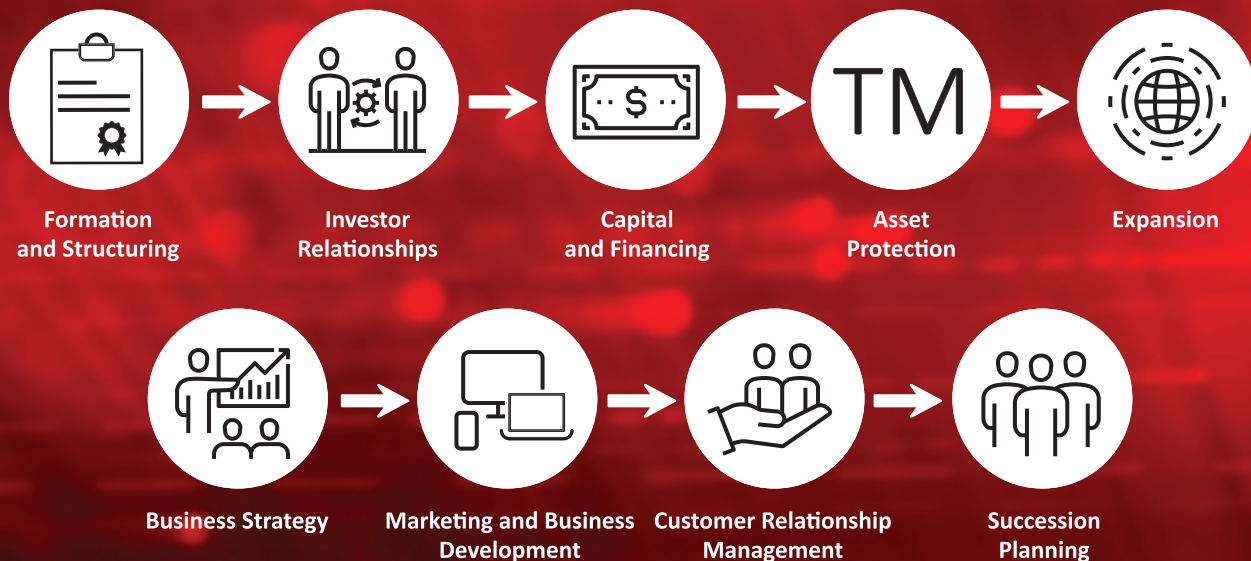 $
TM
Formation
and Structuring
Investor
Relationships
Capital
and Financing
Asset
Protection
Expansion
Business Strategy
Marketing and Business
Development
Customer Relationship
Management
Succession
Planning